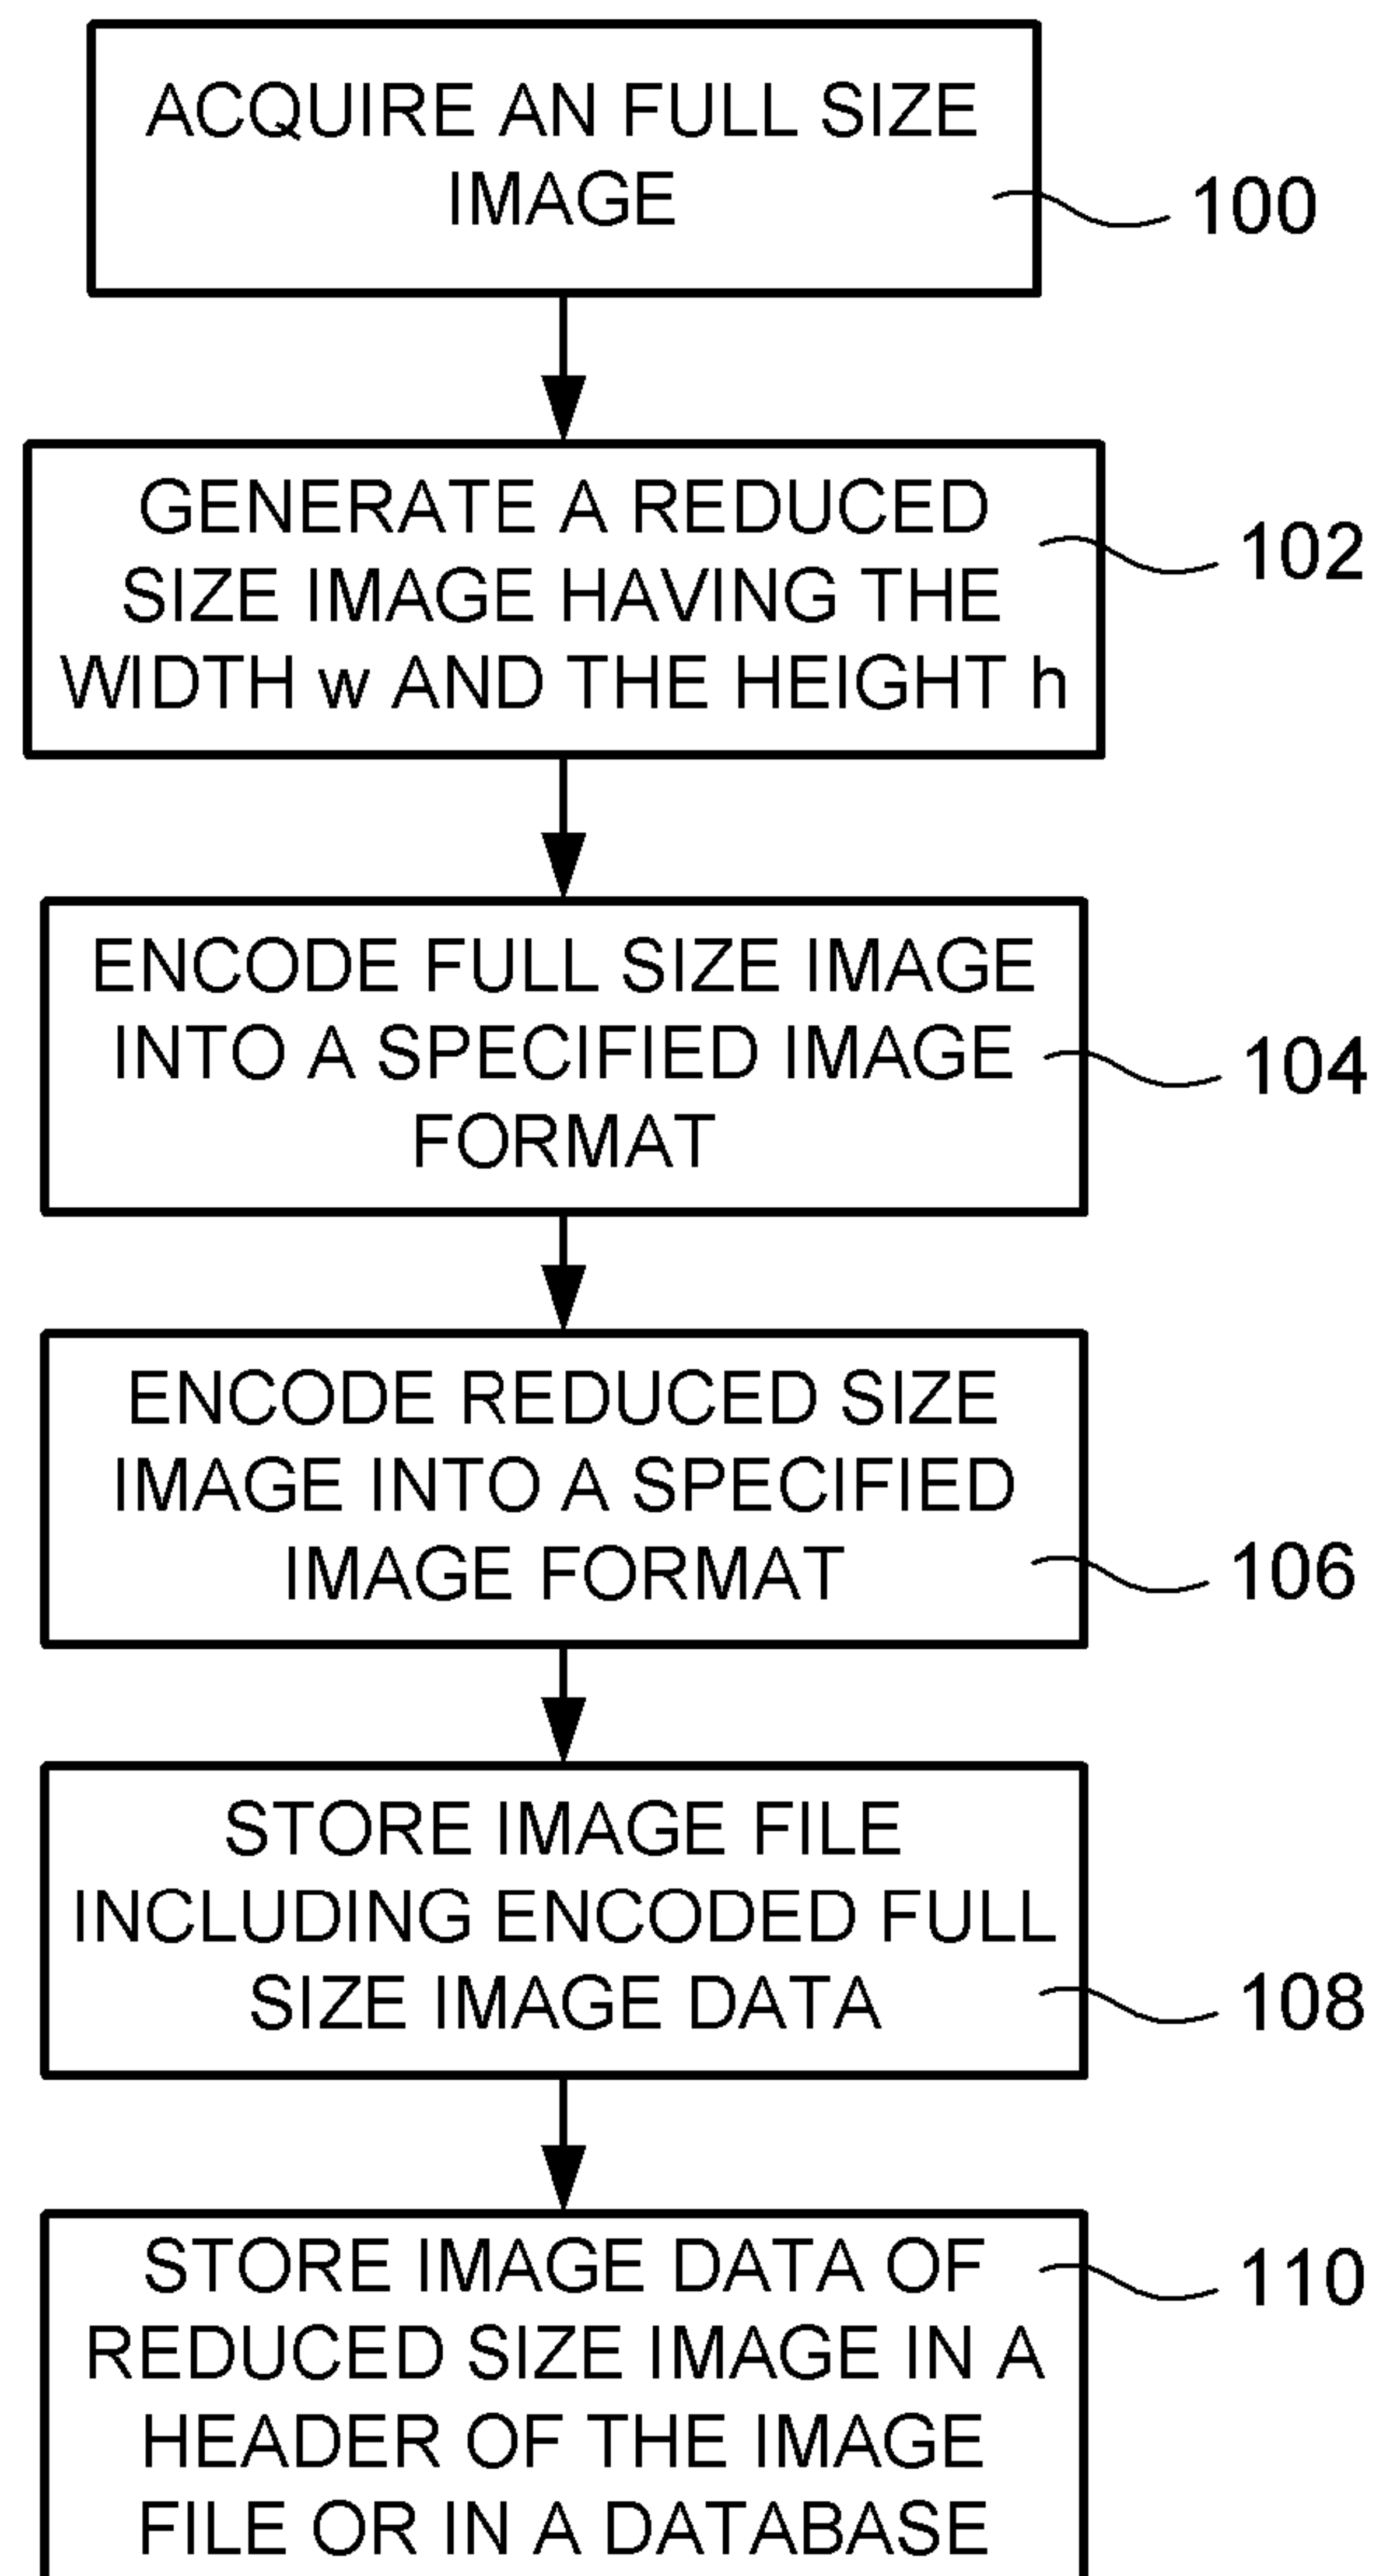 ACQUIRE AN FULL SIZE
IMAGE
100
GENERATE A REDUCED
SIZE IMAGE HAVING THE
WIDTH w AND THE HEIGHT h
102
ENCODE FULL SIZE IMAGE
INTO A SPECIFIED IMAGE
FORMAT
104
ENCODE REDUCED SIZE
IMAGE INTO A SPECIFIED
IMAGE FORMAT
106
STORE IMAGE FILE
INCLUDING ENCODED FULL
SIZE IMAGE DATA
108
STORE IMAGE DATA OF
REDUCED SIZE IMAGE IN A
HEADER OF THE IMAGE
FILE OR IN A DATABASE
110